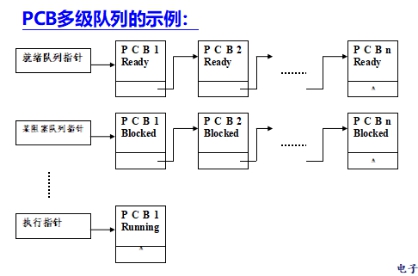 PCB多级队列的示例：
就绪队列指针
P C B 1
Ready
P C B 2
Ready
P C B n
Ready
^
某阻塞队列指针
P C B 1
Blocked
P C B 2
Blocked
P C B n
Blocked
^
执行指针
P C B 1
Running
^
电子